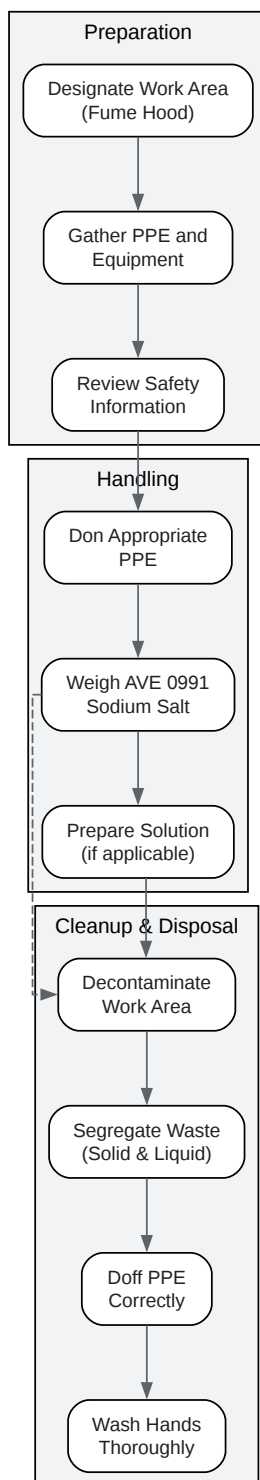 Preparation
Designate Work Area
(Fume Hood)
Gather PPE and
Equipment
Review Safety
Information
Handling
Don Appropriate
PPE
Weigh AVE 0991
Sodium Salt
Prepare Solution
(if applicable)
Cleanup & Disposal
Decontaminate
Work Area
Segregate Waste
(Solid & Liquid)
Doff PPE
Correctly
Wash Hands
Thoroughly